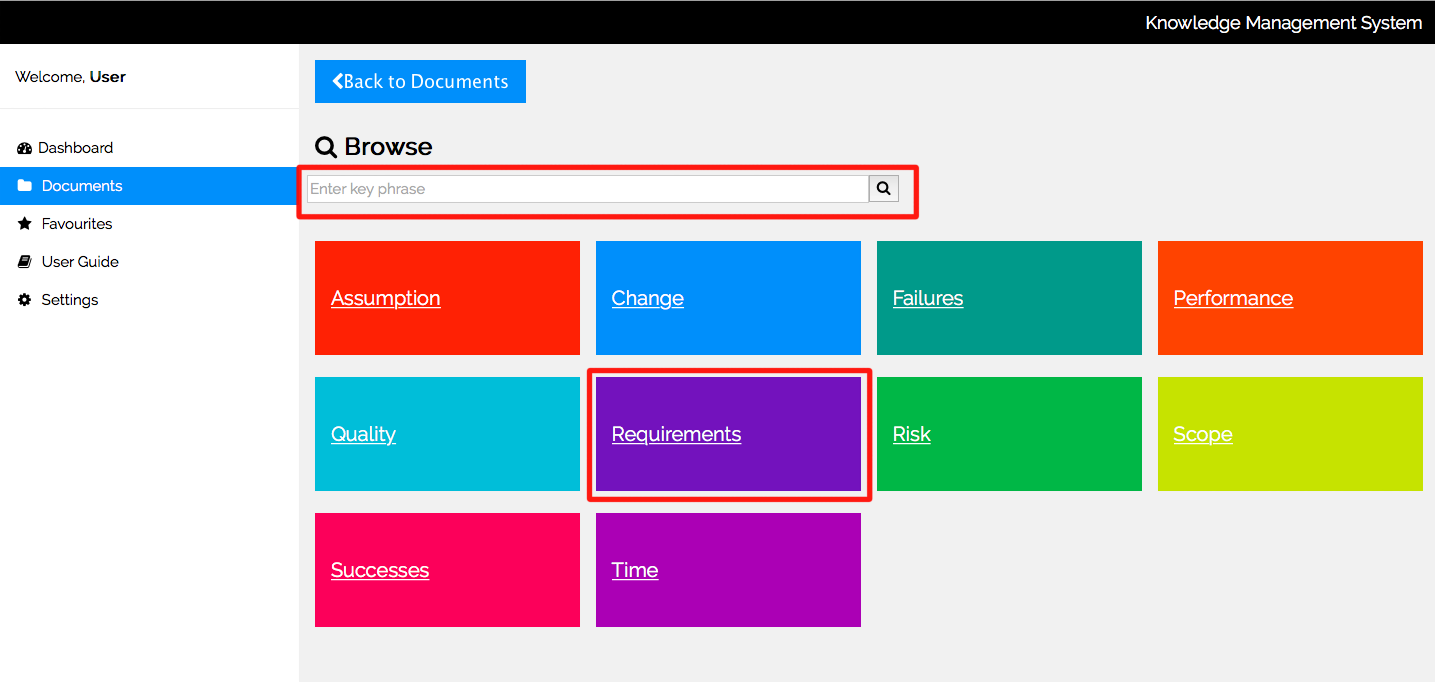 Knowledge Management System
Welcome, User
Dashboard
Documents
Favourites
User Guide
Settings
Back to Documents
Browse
Enter key phrase
Assumption
Change
Failures
Performance
Quality
Requirements
Risk
Scope
Successes
Time